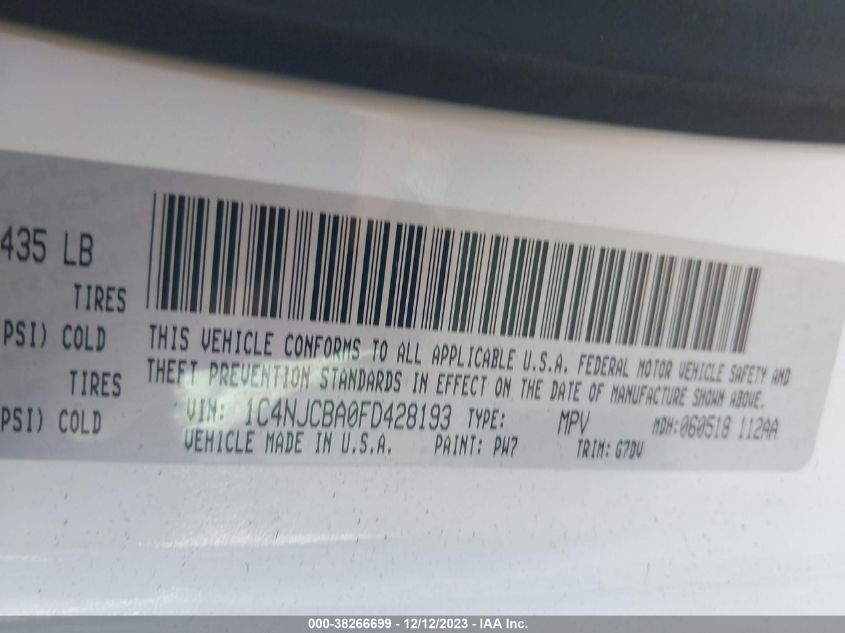 435 LB
TIRES
PSI) COLD
TIRES
PSI) COLD
THIS VEHICLE CONFORMS TO ALL APPLICABLE U.S.A. FEDERAL MOTOR VEHICLE SAFETY AND
THEFT PREVENTION STANDARDS IN EFFECT ON THE DATE OF MANUFACTURE SHOWN ABOVE.
VIN: 1C4NJCBA0FD428193 TYPE: MPV MDH:060518 112AA
VEHICLE MADE IN U.S.A. PAINT: PW7 TRIM: G7DV
000-38266699 - 12/12/2023 - IAA Inc.